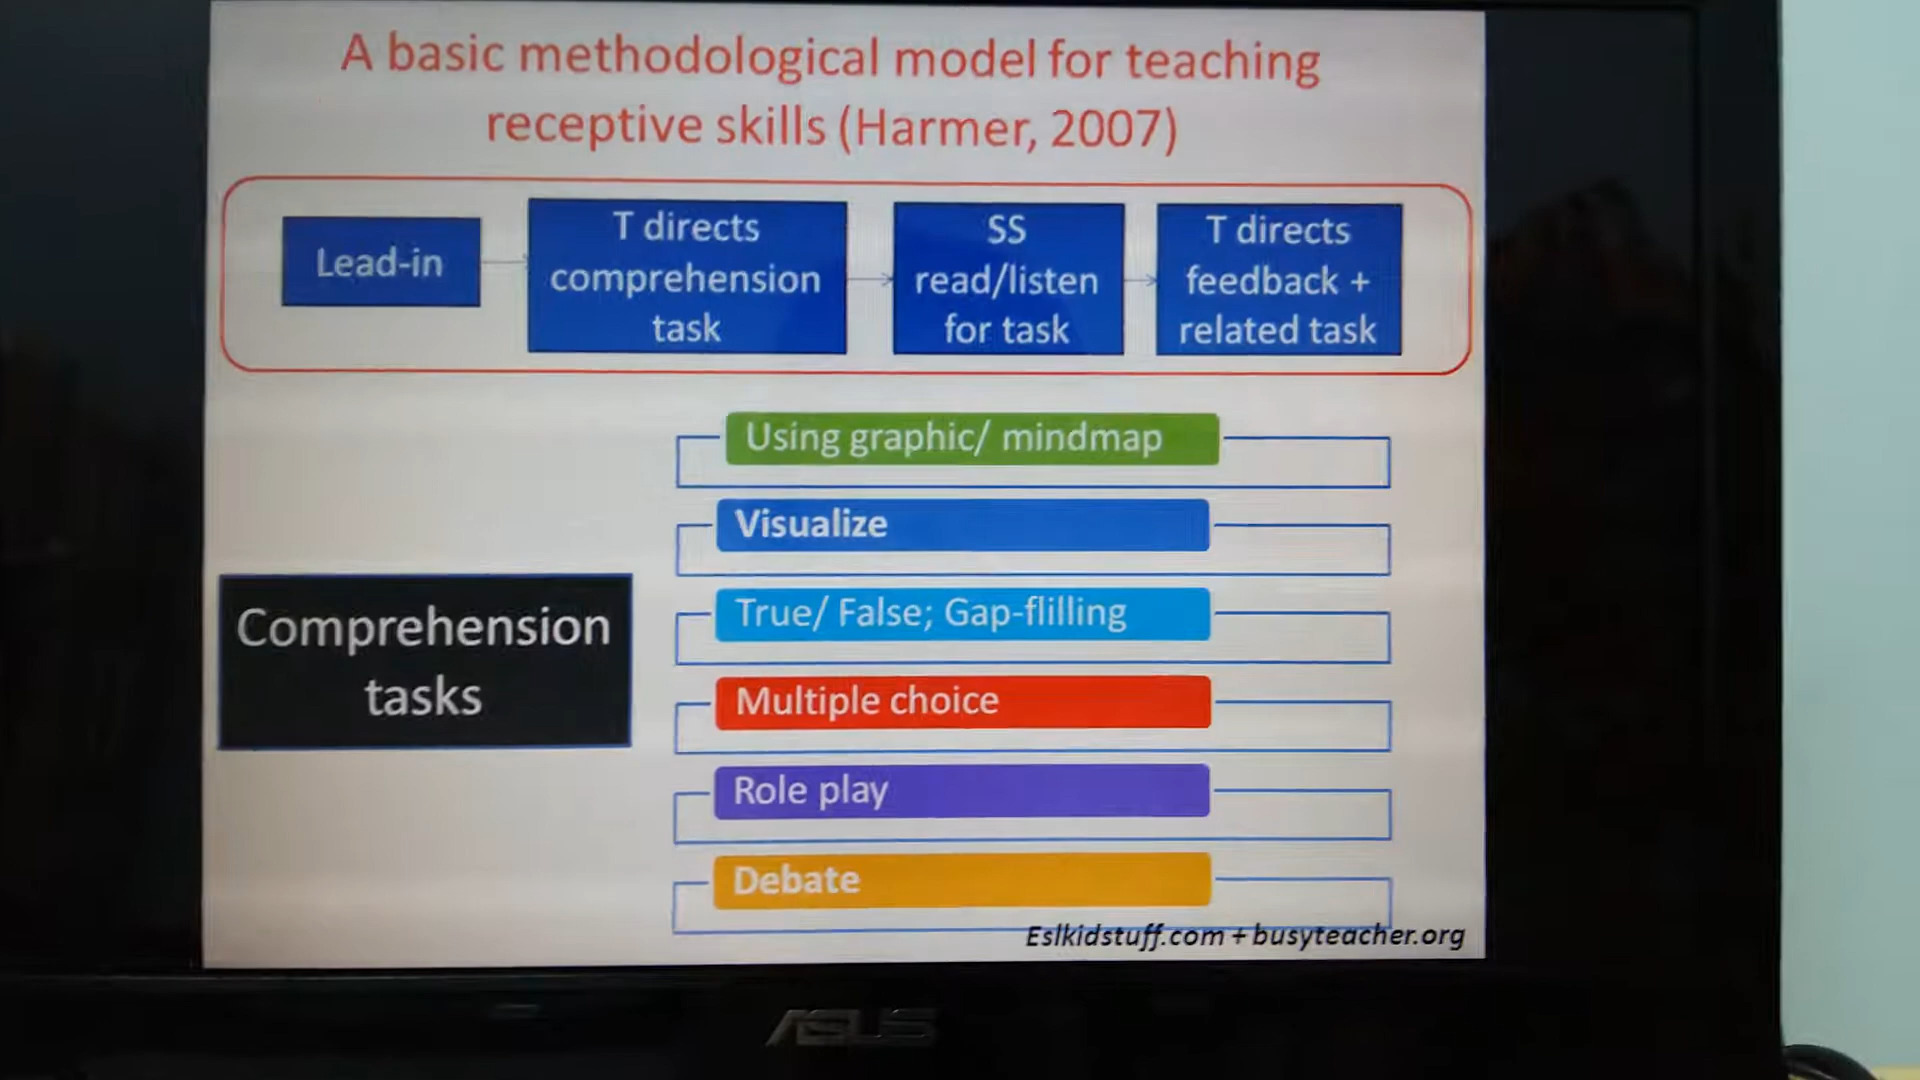 A basic methodological model for teaching
receptive skills (Harmer, 2007)
Lead-in
T directs
comprehension
task
SS
read/listen
for task
T directs
feedback +
related task
Comprehension
tasks
Using graphic/ mindmap
Visualize
True/ False; Gap-flilling
Multiple choice
Role play
Debate
Eslkidstuff.com + busyteacher.org
ASUS